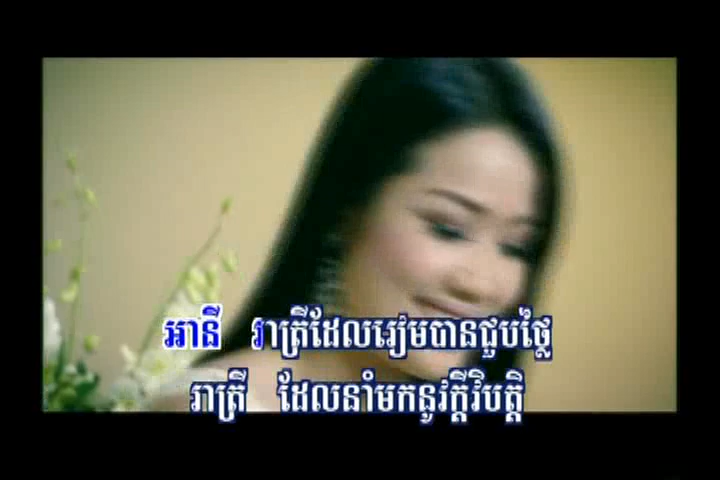 អានី រាត្រីដែលរៀមបានជួបថ្លៃ
រាត្រី ដែលនាំមកនូវក្ដីវិបត្តិ